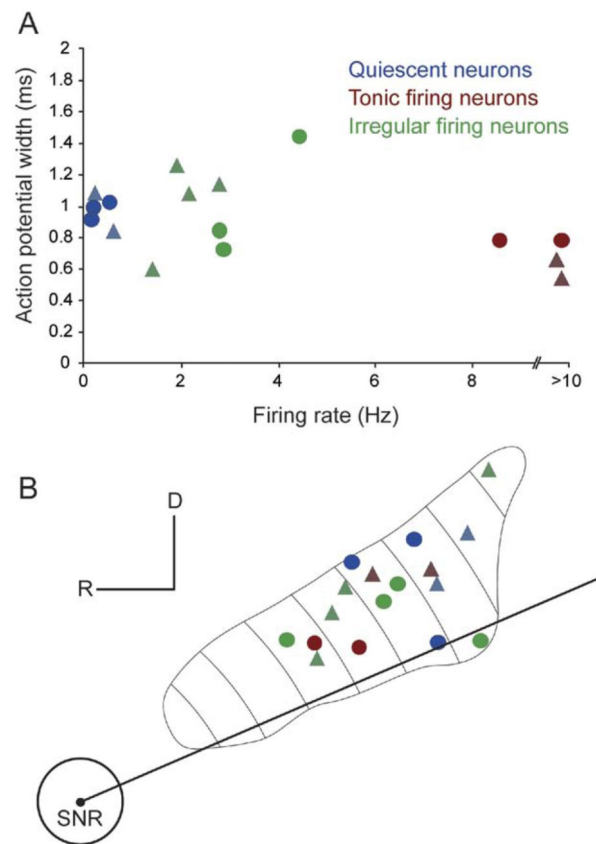 A
Action potential width (ms)
2
1.8
1.6
1.4
1.2
1
0.8
0.6
0.4
0.2
0
Quiescent neurons
Tonic firing neurons
Irregular firing neurons
0 2 4 6 8 >10
Firing rate (Hz)
B
D
R
SNR